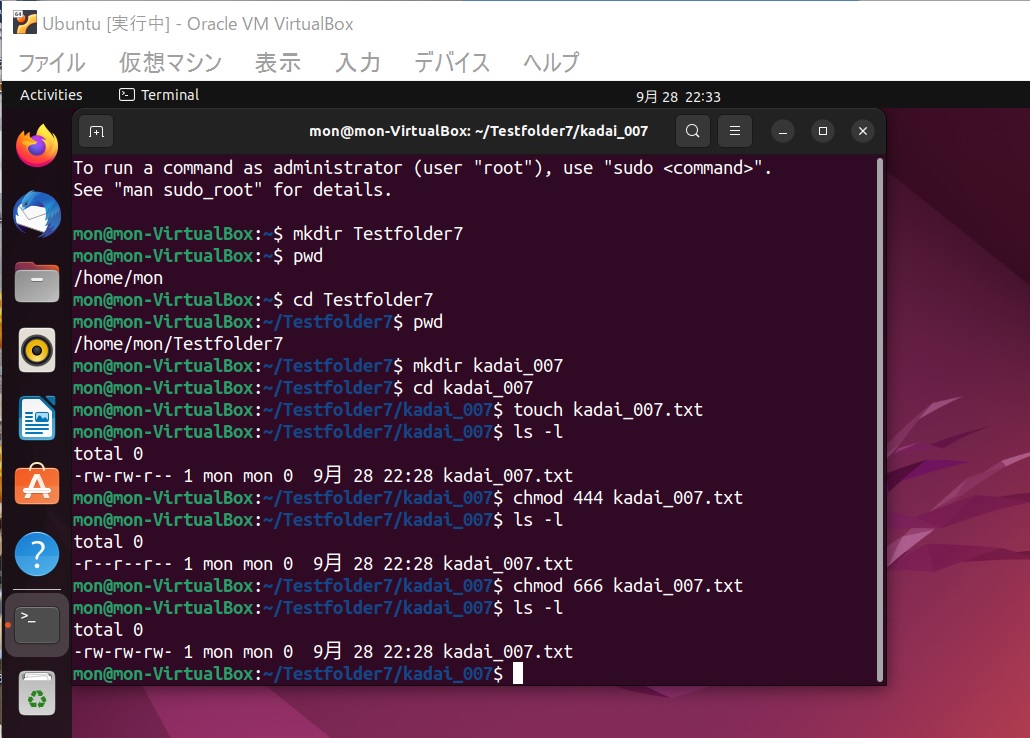 Ubuntu [実行中] - Oracle VM VirtualBox
ファイル 仮想マシン 表示 入力 デバイス ヘルプ
Activities Terminal 9月 28 22:33
mon@mon-VirtualBox: ~/Testfolder7/kadai_007
To run a command as administrator (user "root"), use "sudo <command>".
See "man sudo_root" for details.
mon@mon-VirtualBox:~$ mkdir Testfolder7
mon@mon-VirtualBox:~$ pwd
/home/mon
mon@mon-VirtualBox:~$ cd Testfolder7
mon@mon-VirtualBox:~/Testfolder7$ pwd
/home/mon/Testfolder7
mon@mon-VirtualBox:~/Testfolder7$ mkdir kadai_007
mon@mon-VirtualBox:~/Testfolder7$ cd kadai_007
mon@mon-VirtualBox:~/Testfolder7/kadai_007$ touch kadai_007.txt
mon@mon-VirtualBox:~/Testfolder7/kadai_007$ ls -l
total 0
-rw-rw-r-- 1 mon mon 0  9月 28 22:28 kadai_007.txt
mon@mon-VirtualBox:~/Testfolder7/kadai_007$ chmod 444 kadai_007.txt
mon@mon-VirtualBox:~/Testfolder7/kadai_007$ ls -l
total 0
-r--r--r-- 1 mon mon 0  9月 28 22:28 kadai_007.txt
mon@mon-VirtualBox:~/Testfolder7/kadai_007$ chmod 666 kadai_007.txt
mon@mon-VirtualBox:~/Testfolder7/kadai_007$ ls -l
total 0
-rw-rw-rw- 1 mon mon 0  9月 28 22:28 kadai_007.txt
mon@mon-VirtualBox:~/Testfolder7/kadai_007$